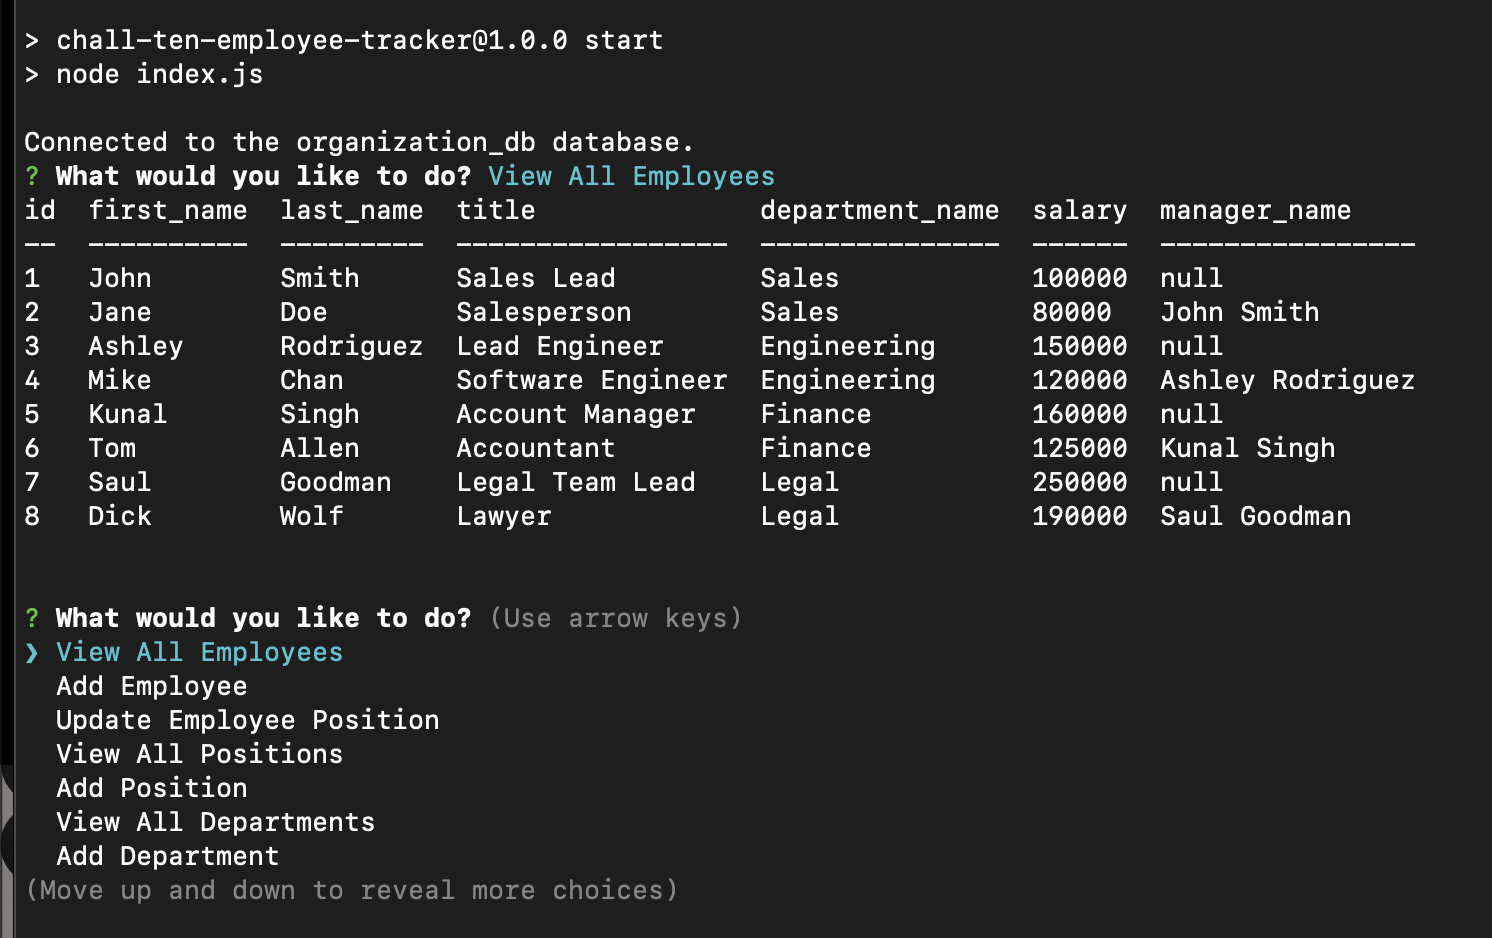 > chall-ten-employee-tracker@1.0.0 start
> node index.js
Connected to the organization_db database.
? What would you like to do? View All Employees
id  first_name  last_name  title              department_name  salary  manager_name
--  ----------  ---------  -----------------  ---------------  ------  ----------------
1   John        Smith      Sales Lead         Sales            100000  null
2   Jane        Doe        Salesperson        Sales            80000   John Smith
3   Ashley      Rodriguez  Lead Engineer      Engineering      150000  null
4   Mike        Chan       Software Engineer  Engineering      120000  Ashley Rodriguez
5   Kunal       Singh      Account Manager    Finance          160000  null
6   Tom         Allen      Accountant         Finance          125000  Kunal Singh
7   Saul        Goodman    Legal Team Lead    Legal            250000  null
8   Dick        Wolf       Lawyer             Legal            190000  Saul Goodman
? What would you like to do? (Use arrow keys)
❯ View All Employees
  Add Employee
  Update Employee Position
  View All Positions
  Add Position
  View All Departments
  Add Department
(Move up and down to reveal more choices)